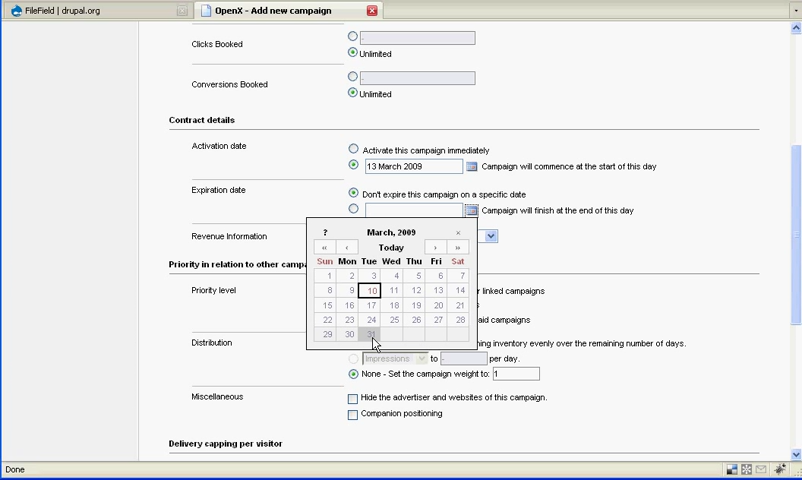 FileField | drupal.org
OpenX - Add new campaign
Clicks Booked
Unlimited
Conversions Booked
Unlimited
Contract details
Activation date
Activate this campaign immediately
13 March 2009 Campaign will commence at the start of this day
Expiration date
Don't expire this campaign on a specific date
Campaign will finish at the end of this day
Revenue Information
? March, 2009 ×
« ‹ Today › »
Sun Mon Tue Wed Thu Fri Sat
1 2 3 4 5 6 7
8 9 10 11 12 13 14
15 16 17 18 19 20 21
22 23 24 25 26 27 28
29 30 31
Priority in relation to other
Priority level
linked campaigns
campaigns
Distribution
inventory evenly over the remaining number of days.
Impressions to - per day.
None - Set the campaign weight to: 1
Miscellaneous
Hide the advertiser and websites of this campaign.
Companion positioning
Delivery capping per visitor
Done